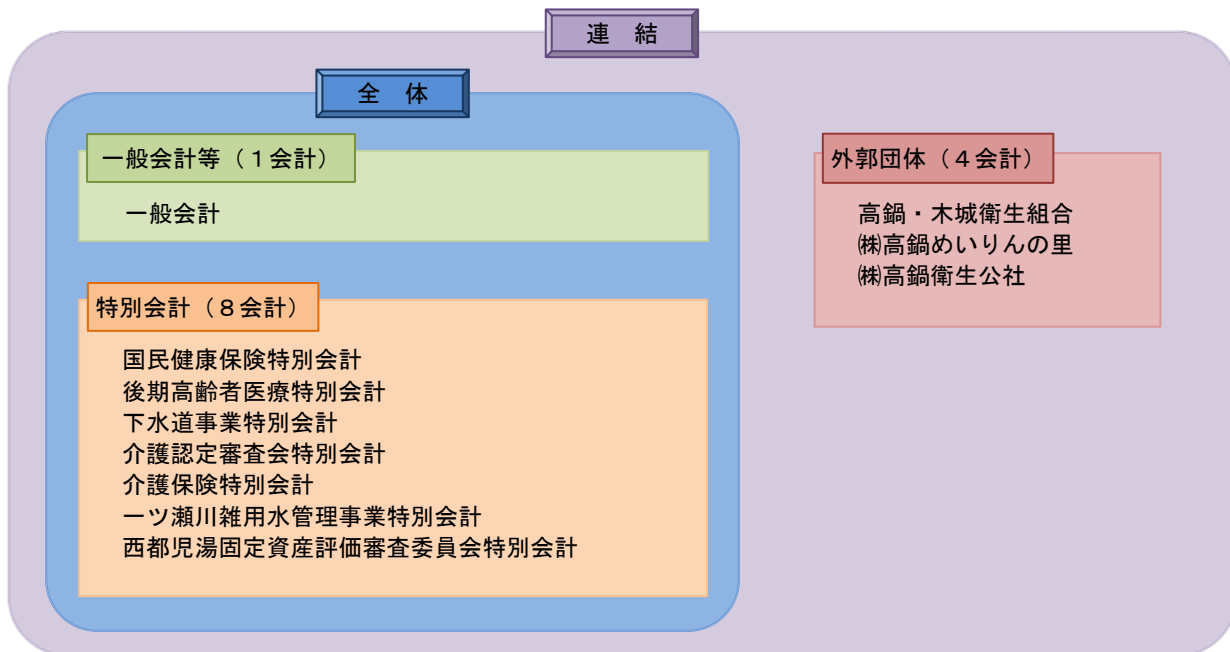 連　結
全　体
一般会計等（１会計）
一般会計
特別会計（８会計）
国民健康保険特別会計
後期高齢者医療特別会計
下水道事業特別会計
介護認定審査会特別会計
介護保険特別会計
一ツ瀬川雑用水管理事業特別会計
西都児湯固定資産評価審査委員会特別会計
外郭団体（４会計）
高鍋・木城衛生組合
㈱高鍋めいりんの里
㈱高鍋衛生公社